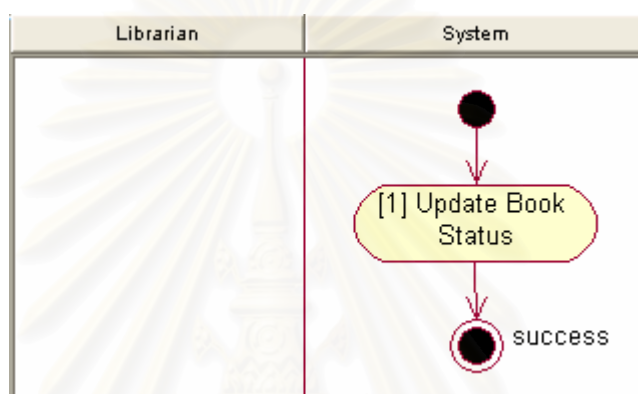 Librarian
System
[1] Update Book
Status
success